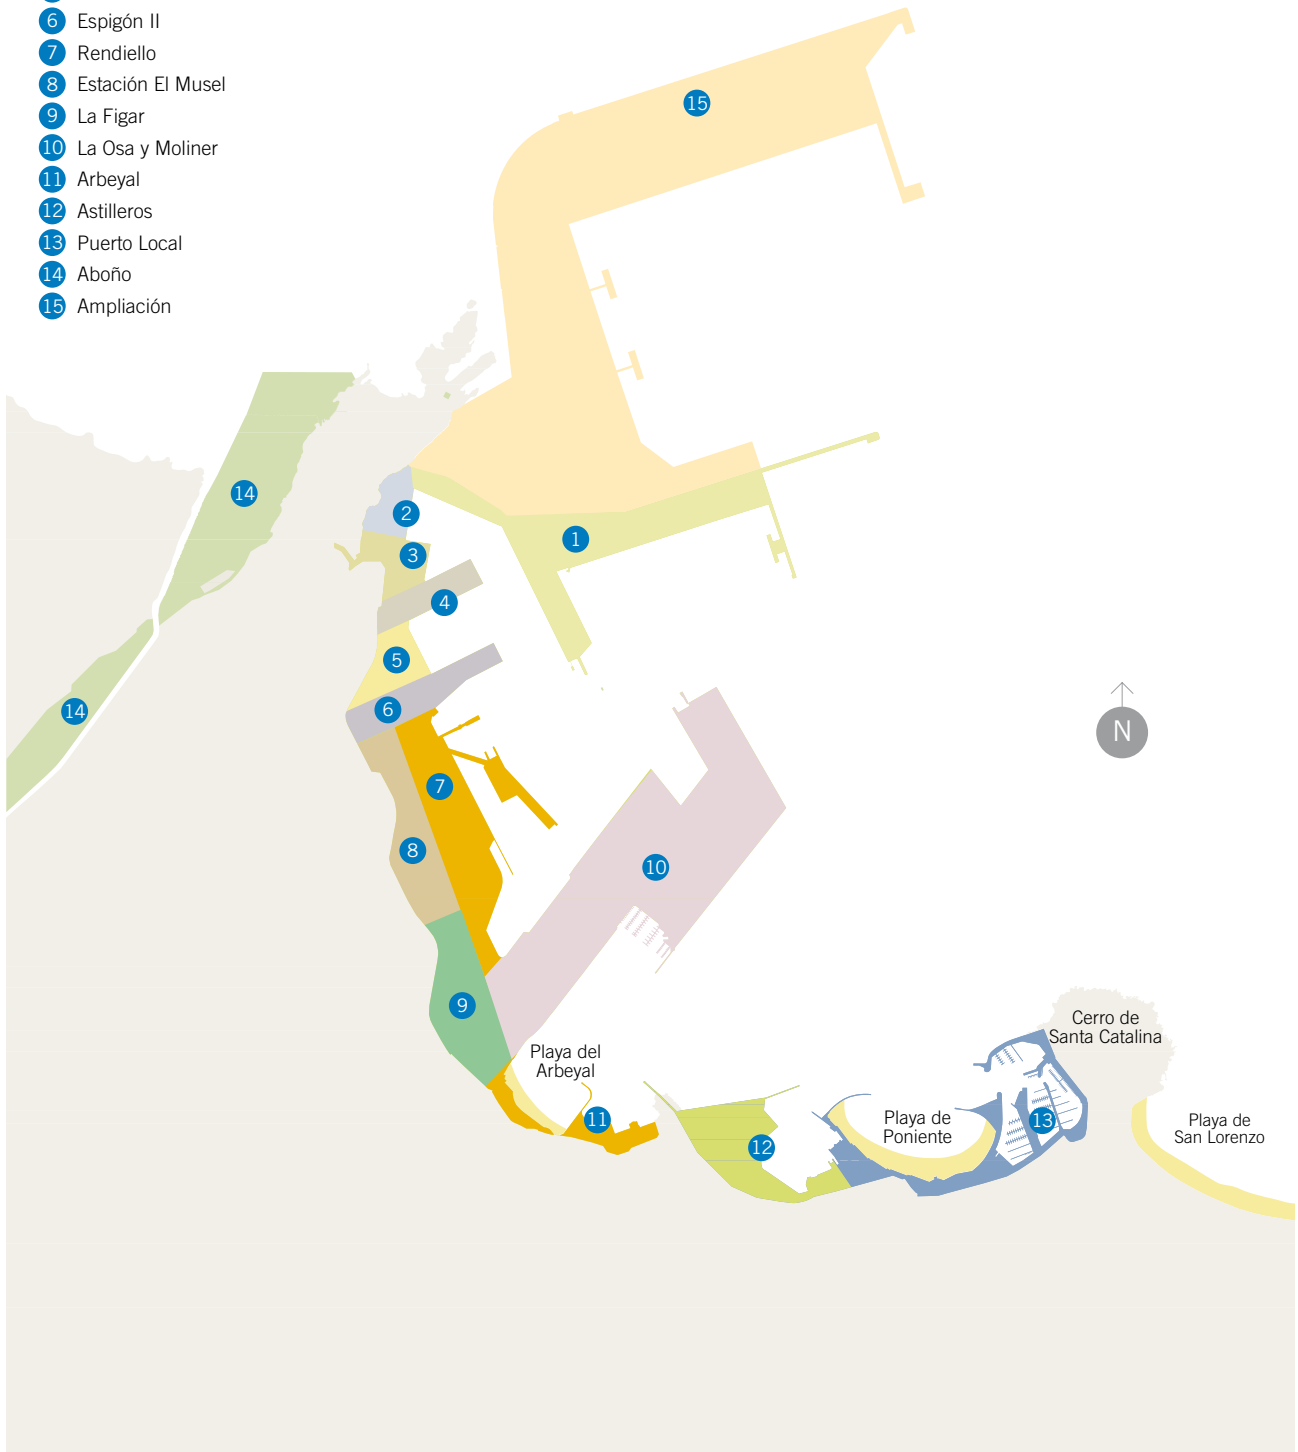 6 Espigón II
7 Rendiello
8 Estación El Musel
9 La Figar
10 La Osa y Moliner
11 Arbeyal
12 Astilleros
13 Puerto Local
14 Aboño
15 Ampliación
15
14
2
1
3
4
5
14
6
N
7
8
10
9
Cerro de
Santa Catalina
Playa del
Arbeyal
11
Playa de
Poniente
13
Playa de
San Lorenzo
12